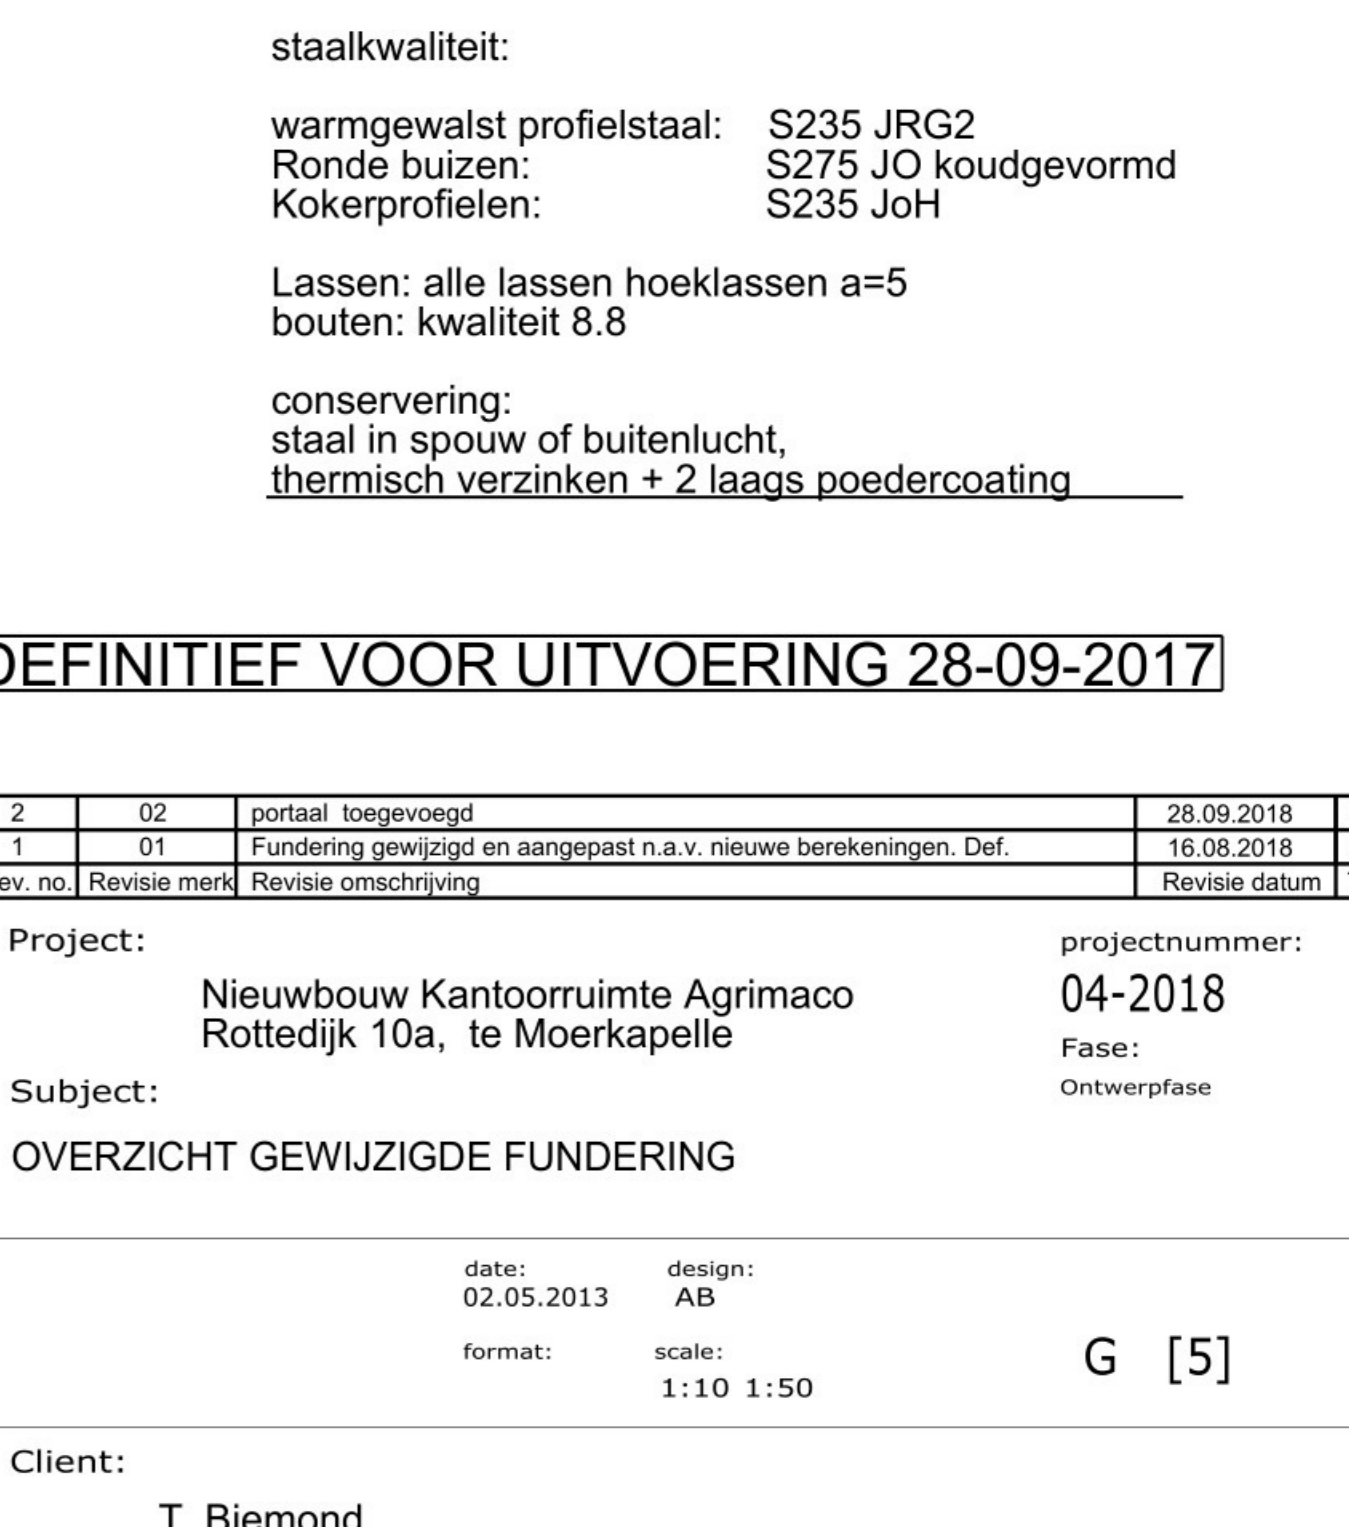 staalkwaliteit:
warmgewalst profielstaal: S235 JRG2
Ronde buizen: S275 JO koudgevormd
Kokerprofielen: S235 JoH
Lassen: alle lassen hoeklassen a=5
bouten: kwaliteit 8.8
conservering:
staal in spouw of buitenlucht,
thermisch verzinken + 2 laags poedercoating
DEFINITIEF VOOR UITVOERING 28-09-2017
2 02 portaal toegevoegd 28.09.2018
1 01 Fundering gewijzigd en aangepast n.a.v. nieuwe berekeningen. Def. 16.08.2018
ev. no. Revisie merk Revisie omschrijving Revisie datum
Project: projectnummer:
Nieuwbouw Kantoorruimte Agrimaco 04-2018
Rottedijk 10a, te Moerkapelle
Fase:
Subject: Ontwerpfase
OVERZICHT GEWIJZIGDE FUNDERING
date: design:
02.05.2013 AB
format: scale:
G [5]
1:10 1:50
Client:
T. Biemond